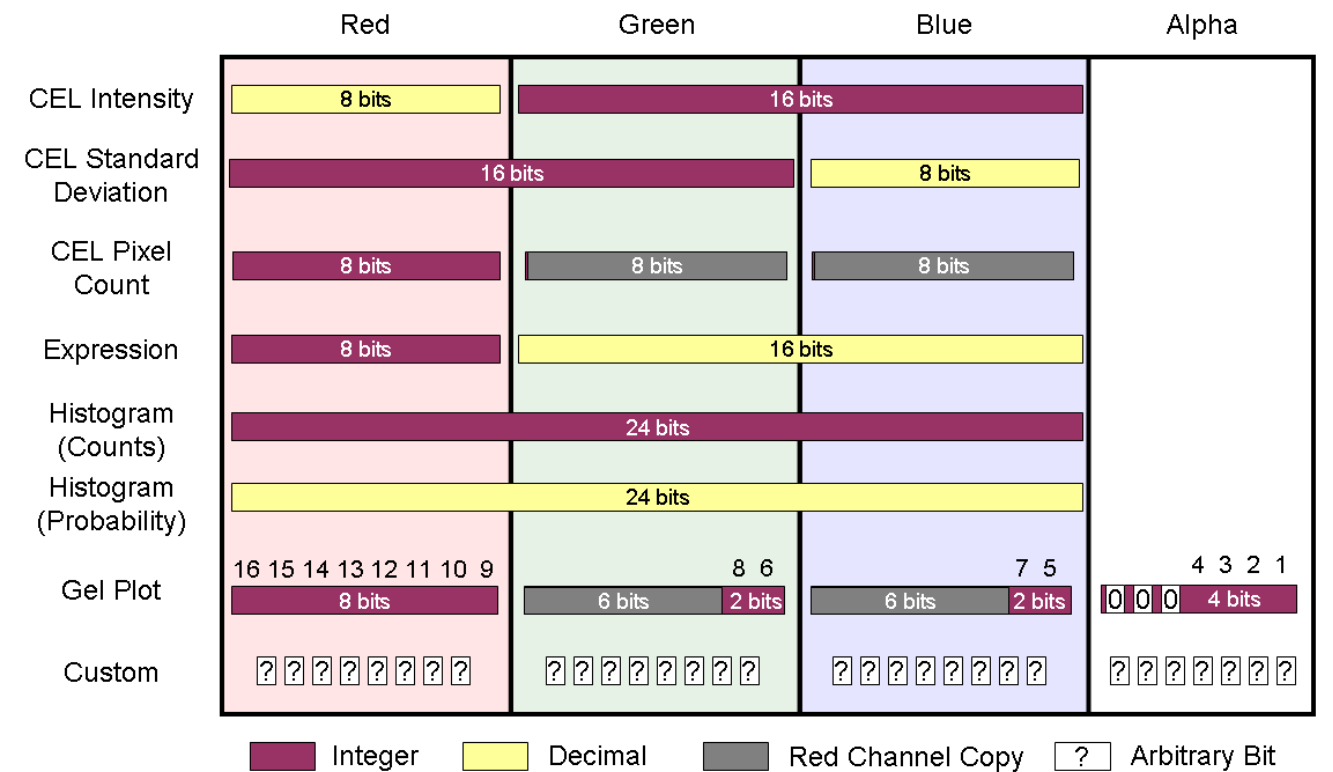 Red Green Blue Alpha
CEL Intensity 8 bits 16 bits
CEL Standard
Deviation 16 bits 8 bits
CEL Pixel
Count 8 bits 8 bits 8 bits
Expression 8 bits 16 bits
Histogram
(Counts) 24 bits
Histogram
(Probability) 24 bits
16 15 14 13 12 11 10 9 8 6 7 5 4 3 2 1
Gel Plot 8 bits 6 bits 2 bits 6 bits 2 bits 0 0 0 4 bits
Custom ? ? ? ? ? ? ? ? ? ? ? ? ? ? ? ? ? ? ? ? ? ? ? ? ? ? ? ? ? ? ?
Integer Decimal Red Channel Copy ? Arbitrary Bit